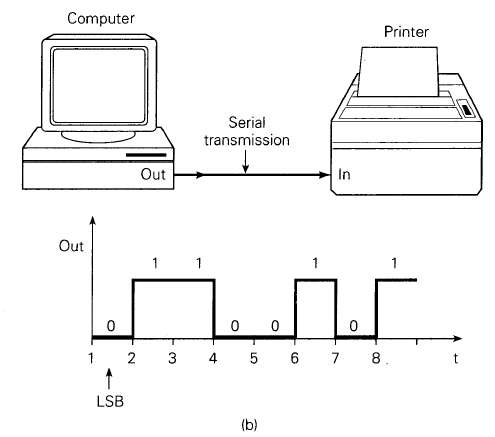 Computer
Printer
Serial
transmission
Out
In
Out
1 1 1 1
0 0 0 0
1 2 3 4 5 6 7 8 t
LSB
(b)